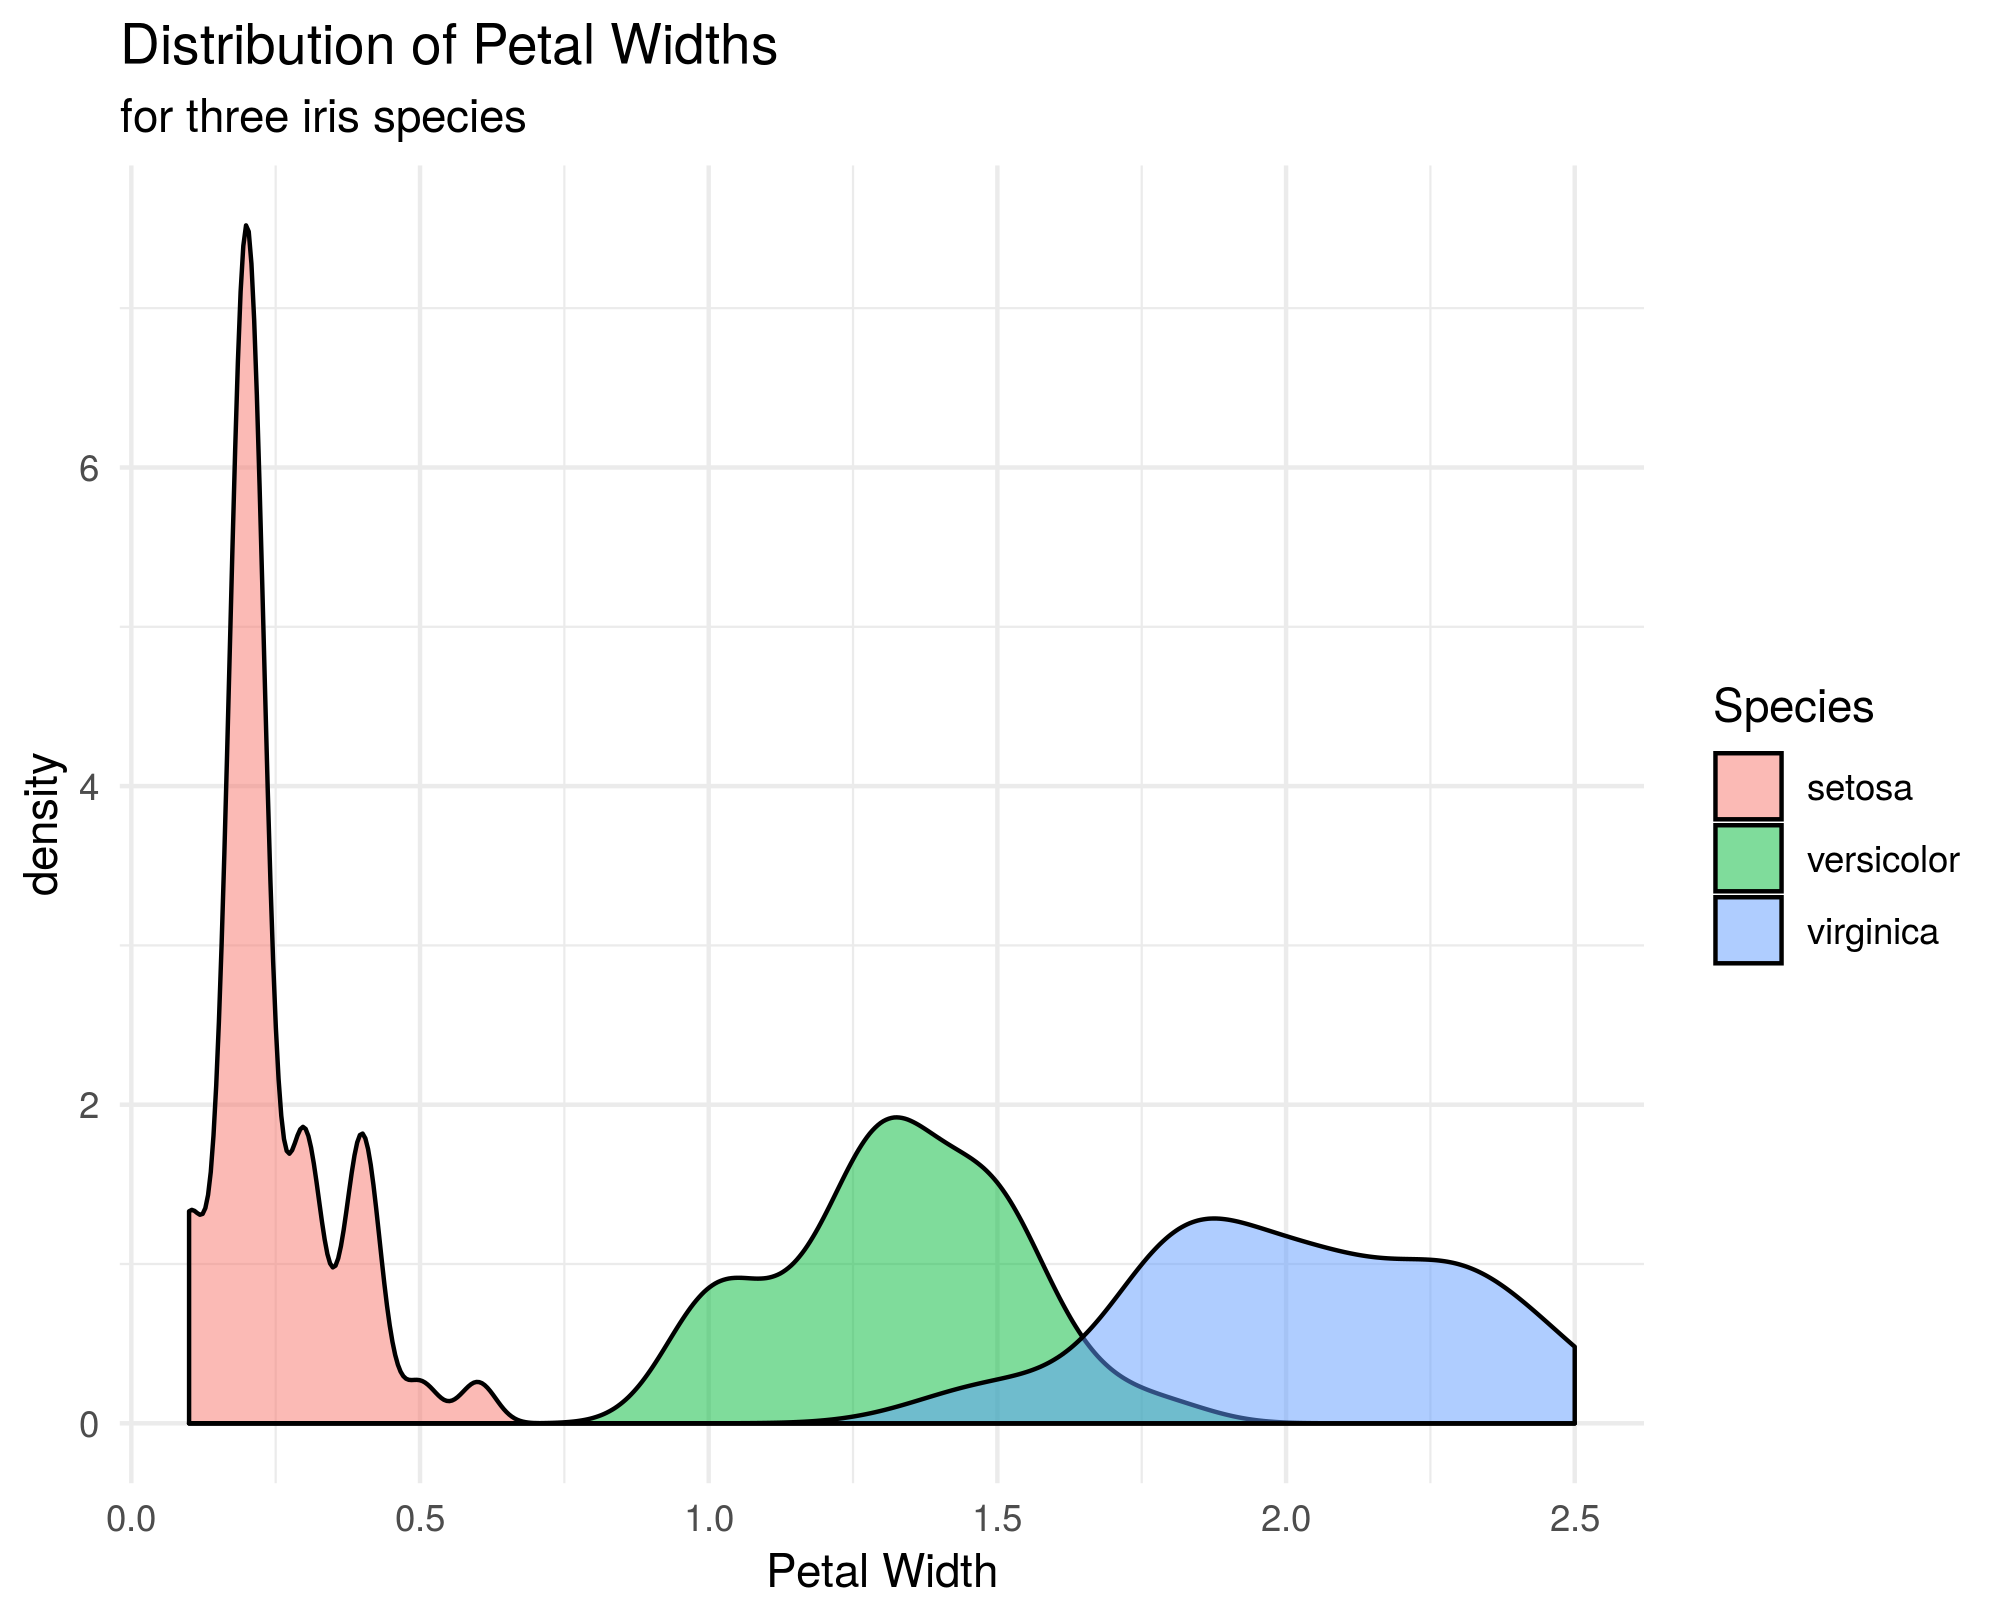 Distribution of Petal Widths
for three iris species
density
6
4
2
0
0.0 0.5 1.0 1.5 2.0 2.5
Petal Width
Species
setosa
versicolor
virginica